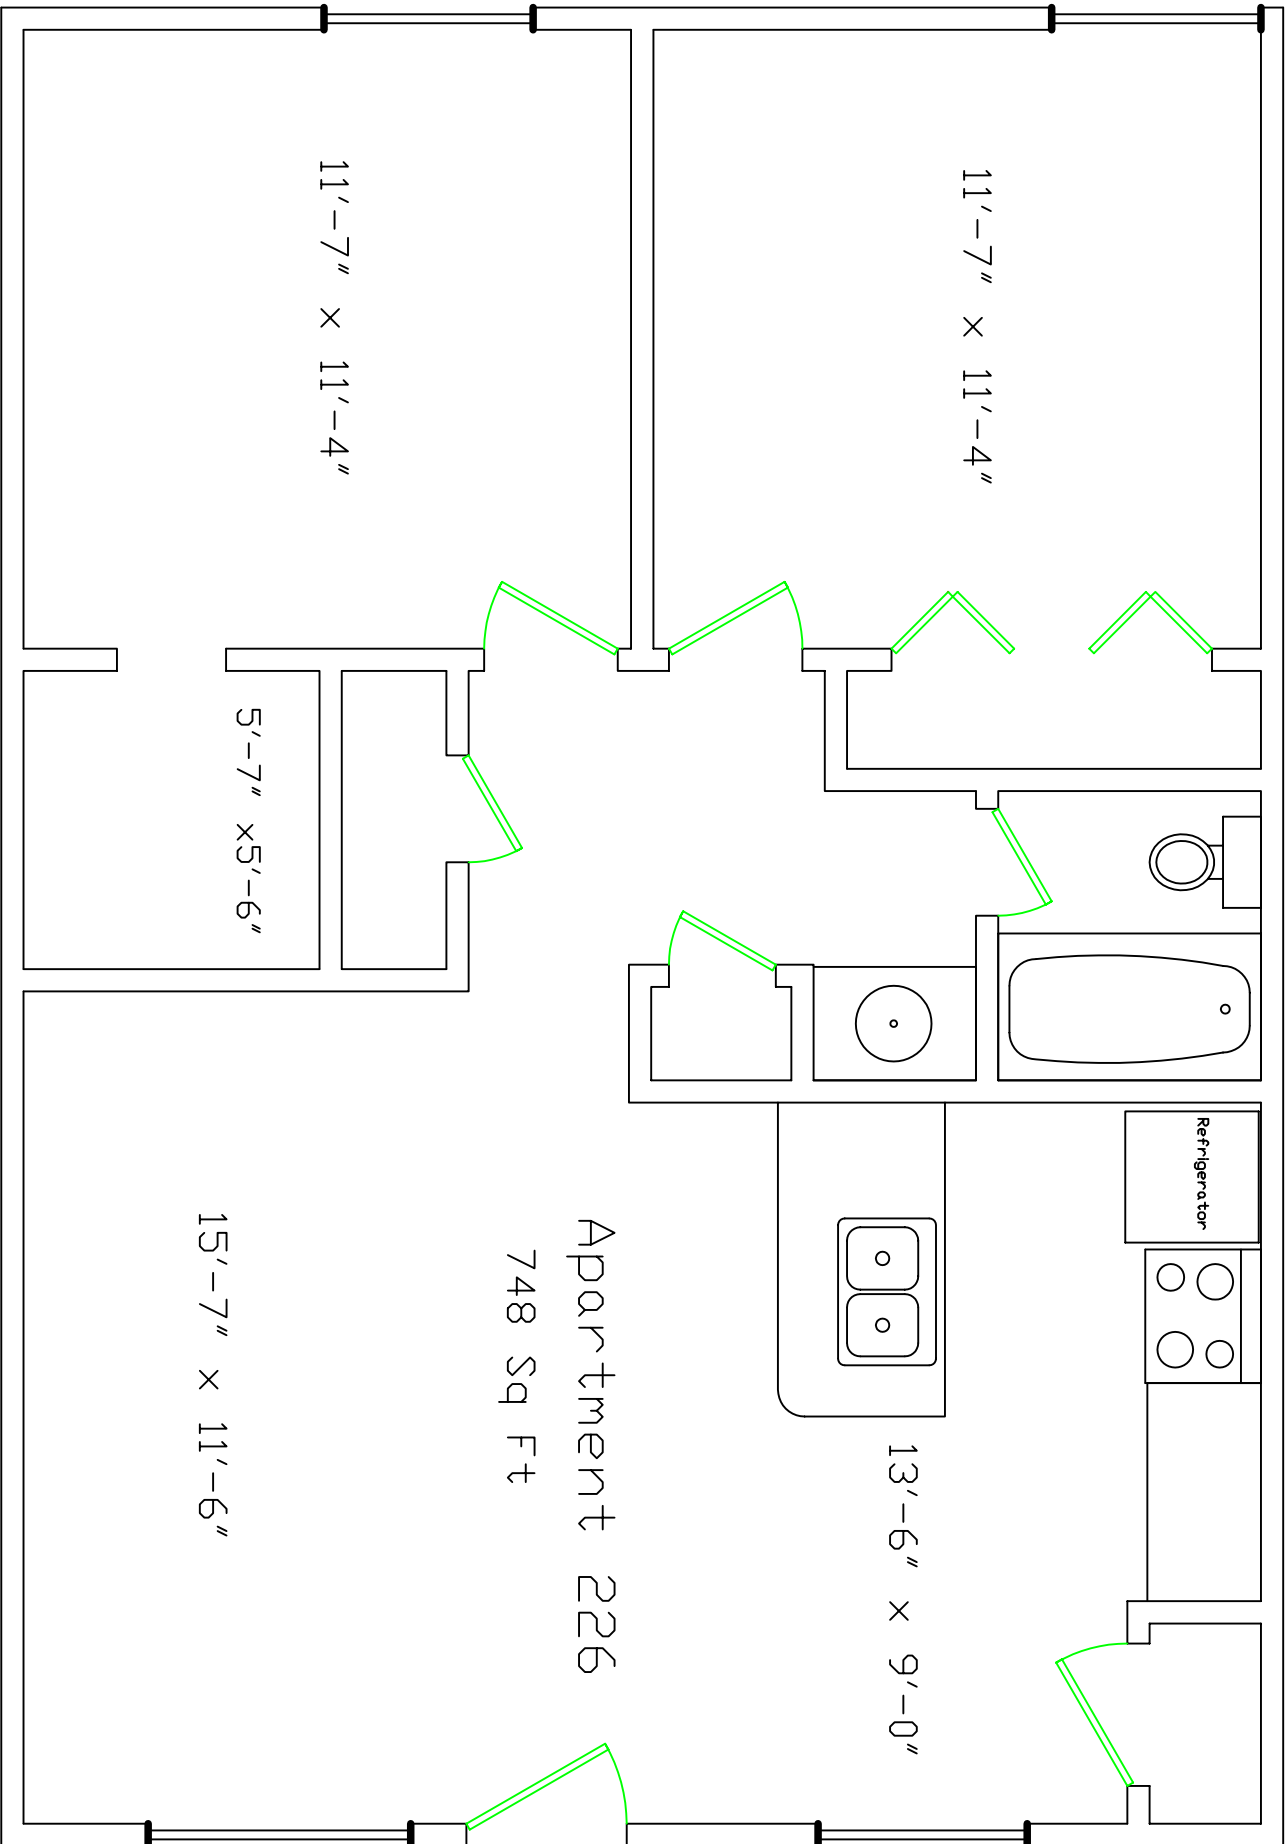 11'-7" x 11'-4"
11'-7" x 11'-4"
5'-7" x5'-6"
Refrigerator
Apartment 226
748 Sq Ft
13'-6" x 9'-0"
15'-7" x 11'-6"